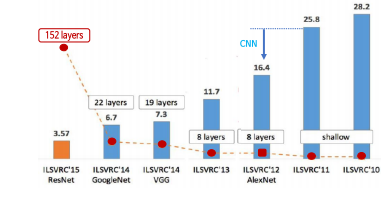 28.2
25.8
152 layers
CNN
16.4
22 layers
19 layers
11.7
6.7
7.3
8 layers
8 layers
shallow
3.57
ILSVRC'15
ILSVRC'14
ILSVRC'14
ILSVRC'13
ILSVRC'12
ILSVRC'11
ILSVRC'10
ResNet
GoogleNet
VGG
AlexNet